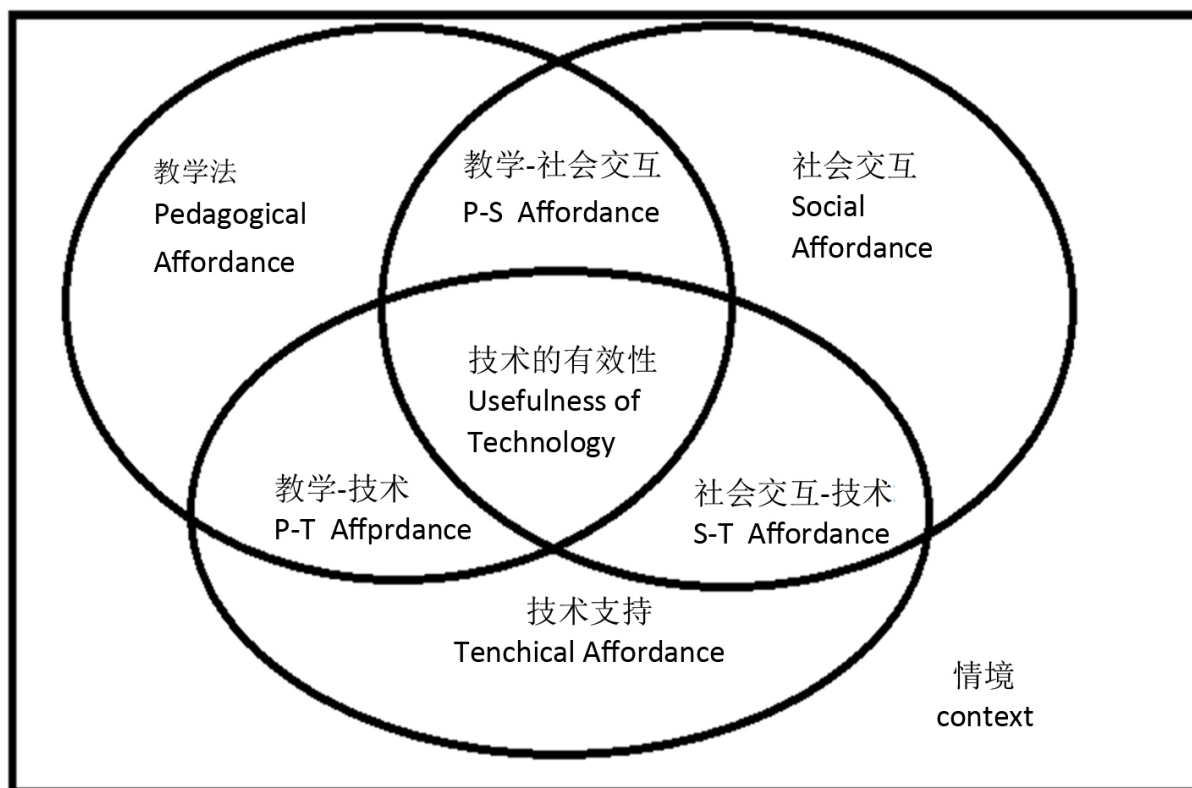 教学法
Pedagogical
Affordance
教学-社会交互
P-S Affordance
社会交互
Social
Affordance
技术的有效性
Usefulness of
Technology
教学-技术
P-T Affprdance
社会交互-技术
S-T Affordance
技术支持
Tenchical Affordance
情境
context